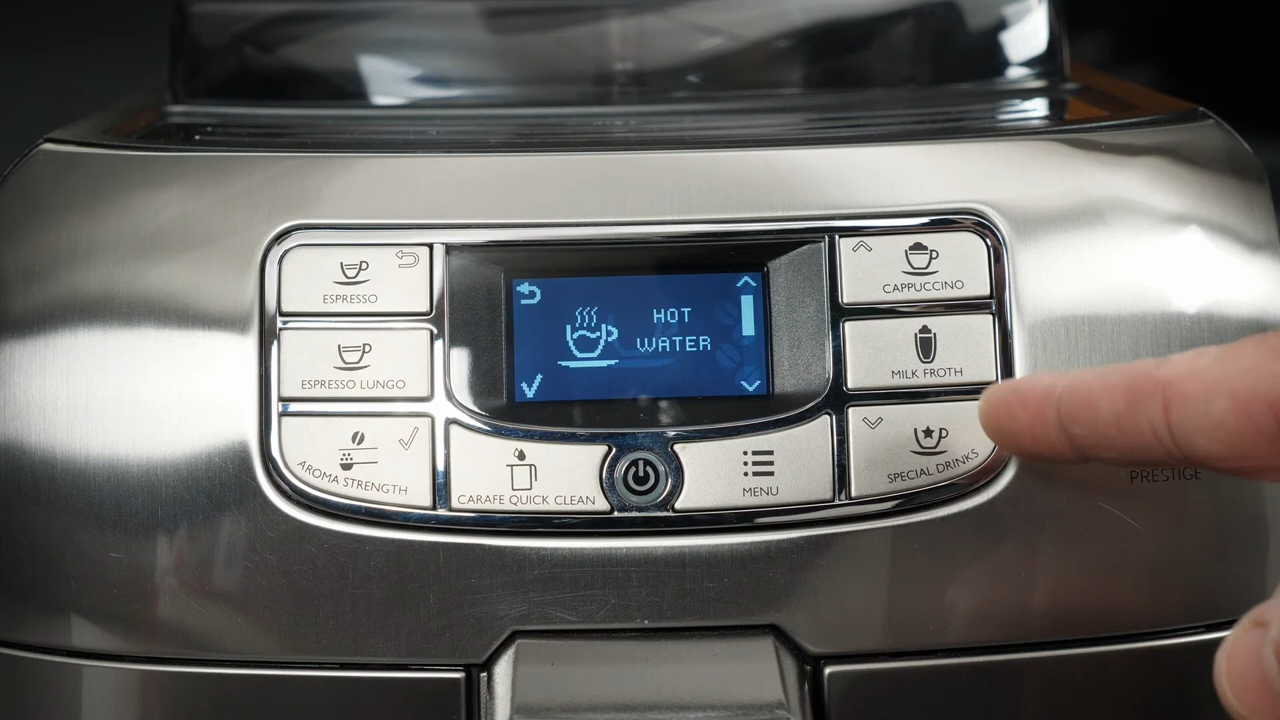 ESPRESSO
ESPRESSO LUNGO
AROMA STRENGTH
CARAFE QUICK CLEAN
HOT
WATER
MENU
CAPPUCCINO
MILK FROTH
SPECIAL DRINKS
PRESTIGE